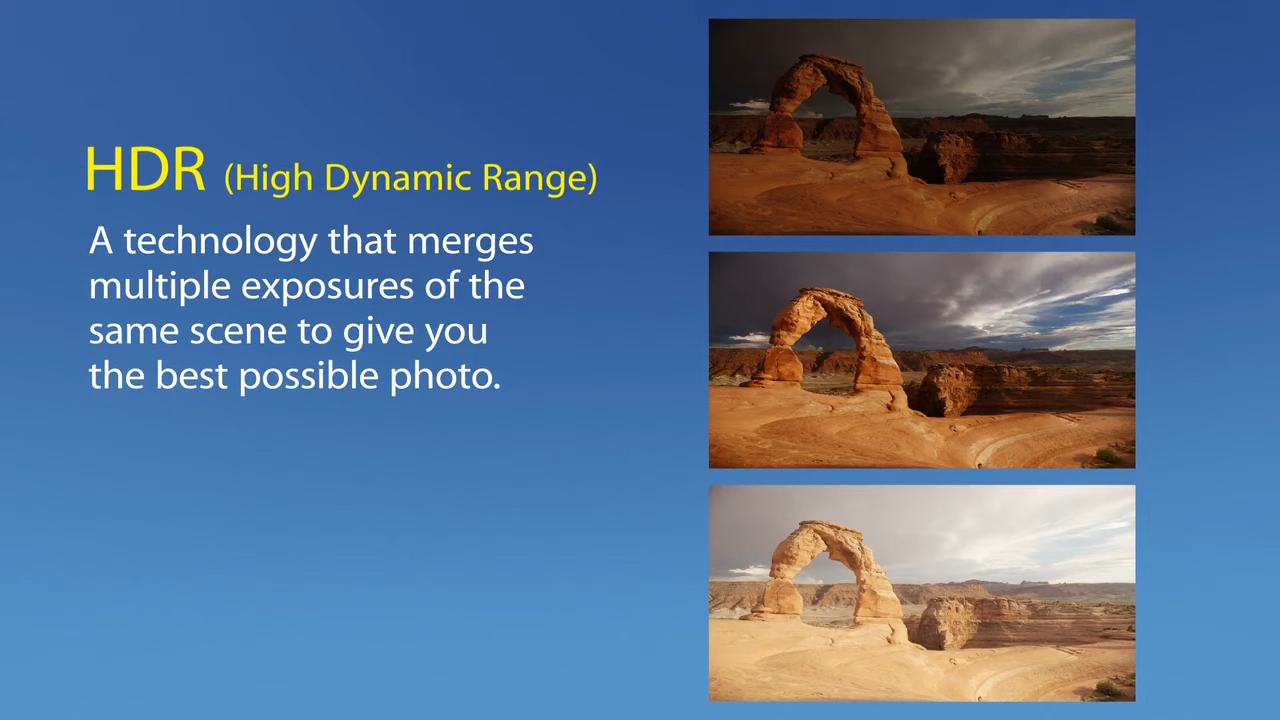 HDR (High Dynamic Range)
A technology that merges
multiple exposures of the
same scene to give you
the best possible photo.